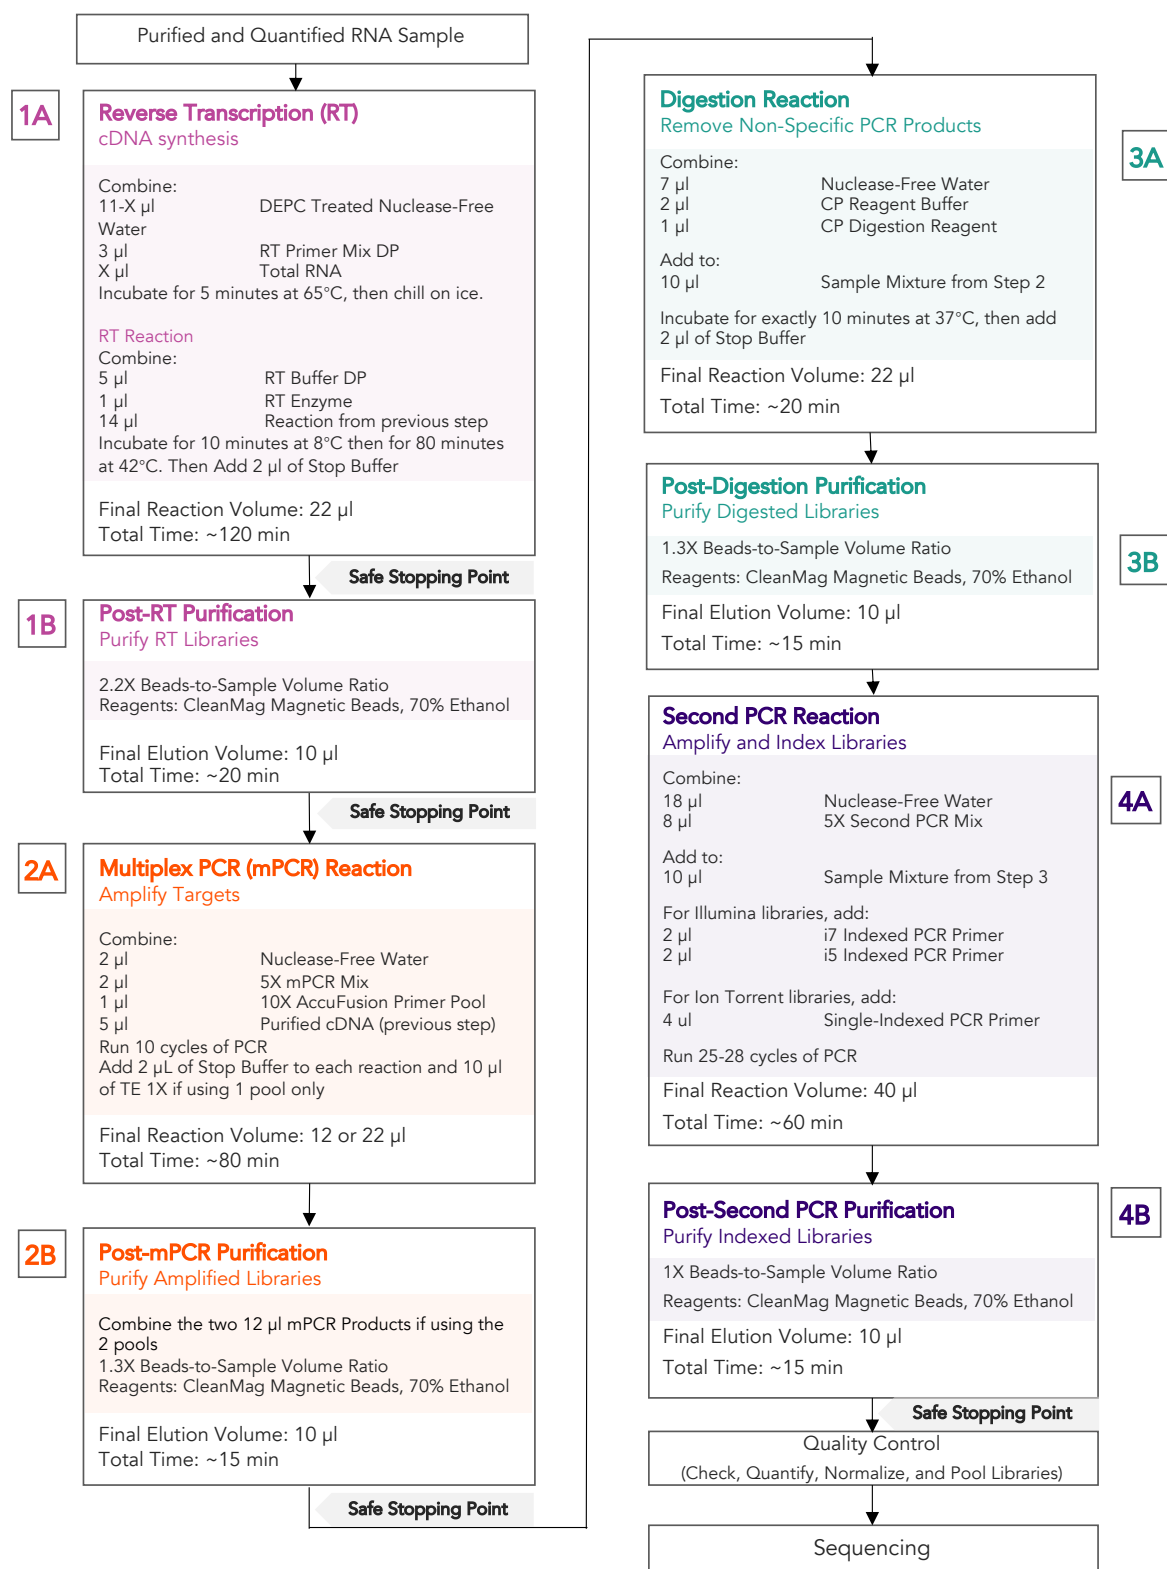 Purified and Quantified RNA Sample
1A
Reverse Transcription (RT)
cDNA synthesis
Combine:
11-X µl DEPC Treated Nuclease-Free
Water
3 µl RT Primer Mix DP
X µl Total RNA
Incubate for 5 minutes at 65°C, then chill on ice.
RT Reaction
Combine:
5 µl RT Buffer DP
1 µl RT Enzyme
14 µl Reaction from previous step
Incubate for 10 minutes at 8°C then for 80 minutes
at 42°C. Then Add 2 µl of Stop Buffer
Final Reaction Volume: 22 µl
Total Time: ~120 min
Safe Stopping Point
1B
Post-RT Purification
Purify RT Libraries
2.2X Beads-to-Sample Volume Ratio
Reagents: CleanMag Magnetic Beads, 70% Ethanol
Final Elution Volume: 10 µl
Total Time: ~20 min
Safe Stopping Point
2A
Multiplex PCR (mPCR) Reaction
Amplify Targets
Combine:
2 µl Nuclease-Free Water
2 µl 5X mPCR Mix
1 µl 10X AccuFusion Primer Pool
5 µl Purified cDNA (previous step)
Run 10 cycles of PCR
Add 2 µL of Stop Buffer to each reaction and 10 µl
of TE 1X if using 1 pool only
Final Reaction Volume: 12 or 22 µl
Total Time: ~80 min
2B
Post-mPCR Purification
Purify Amplified Libraries
Combine the two 12 µl mPCR Products if using the
2 pools
1.3X Beads-to-Sample Volume Ratio
Reagents: CleanMag Magnetic Beads, 70% Ethanol
Final Elution Volume: 10 µl
Total Time: ~15 min
Safe Stopping Point
Digestion Reaction
Remove Non-Specific PCR Products
3A
Combine:
7 µl Nuclease-Free Water
2 µl CP Reagent Buffer
1 µl CP Digestion Reagent
Add to:
10 µl Sample Mixture from Step 2
Incubate for exactly 10 minutes at 37°C, then add
2 µl of Stop Buffer
Final Reaction Volume: 22 µl
Total Time: ~20 min
Post-Digestion Purification
Purify Digested Libraries
3B
1.3X Beads-to-Sample Volume Ratio
Reagents: CleanMag Magnetic Beads, 70% Ethanol
Final Elution Volume: 10 µl
Total Time: ~15 min
Second PCR Reaction
Amplify and Index Libraries
4A
Combine:
18 µl Nuclease-Free Water
8 µl 5X Second PCR Mix
Add to:
10 µl Sample Mixture from Step 3
For Illumina libraries, add:
2 µl i7 Indexed PCR Primer
2 µl i5 Indexed PCR Primer
For Ion Torrent libraries, add:
4 ul Single-Indexed PCR Primer
Run 25-28 cycles of PCR
Final Reaction Volume: 40 µl
Total Time: ~60 min
Post-Second PCR Purification
Purify Indexed Libraries
4B
1X Beads-to-Sample Volume Ratio
Reagents: CleanMag Magnetic Beads, 70% Ethanol
Final Elution Volume: 10 µl
Total Time: ~15 min
Safe Stopping Point
Quality Control
(Check, Quantify, Normalize, and Pool Libraries)
Sequencing